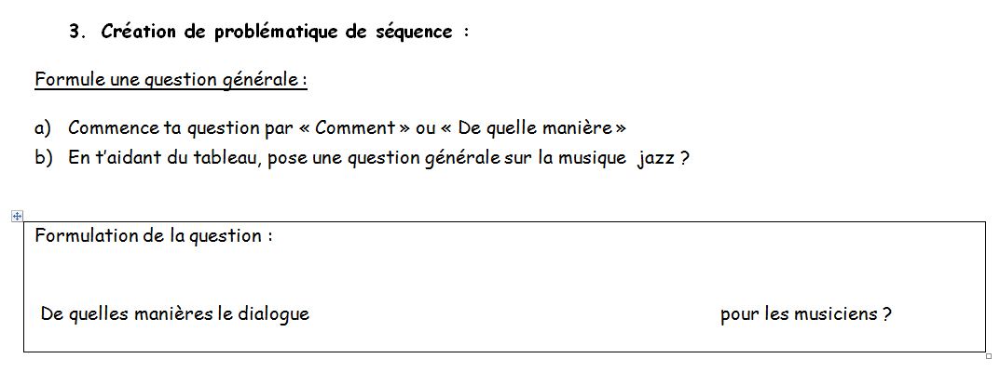 3. Création de problématique de séquence :
Formule une question générale :
a) Commence ta question par « Comment » ou « De quelle manière »
b) En t'aidant du tableau, pose une question générale sur la musique jazz ?
Formulation de la question :
De quelles manières le dialogue pour les musiciens ?